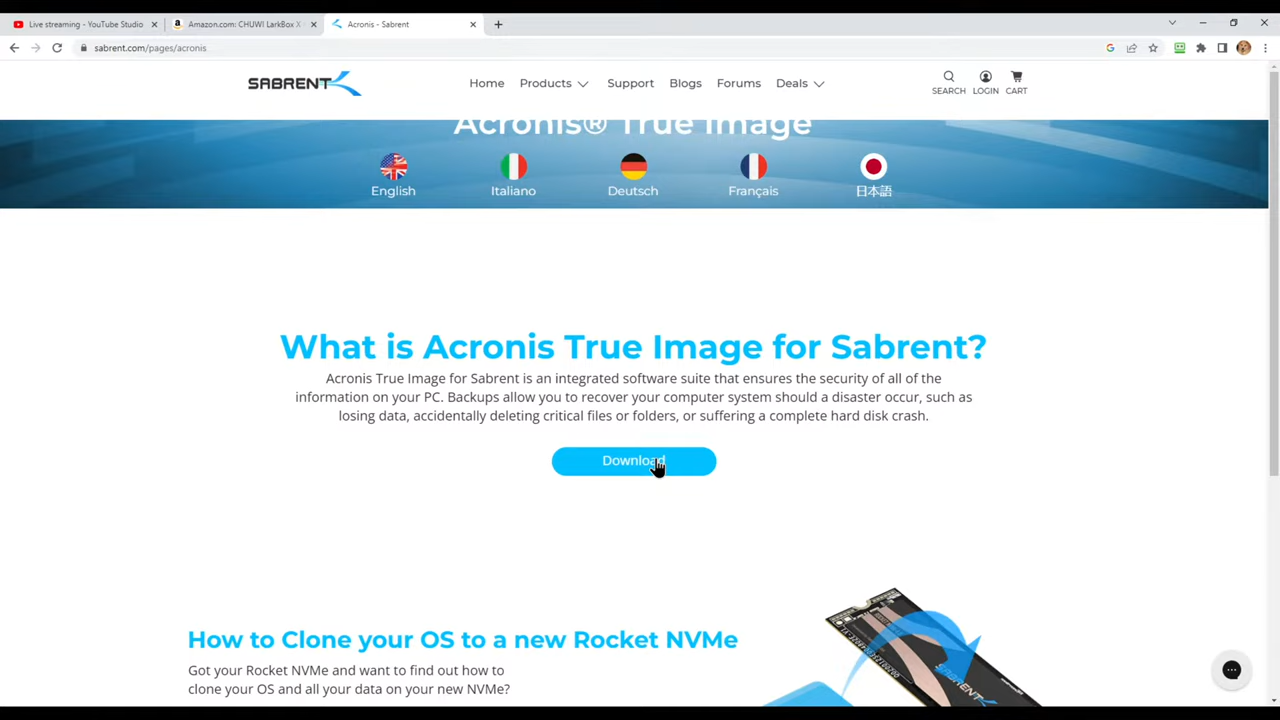 Live streaming - YouTube Studio
Amazon.com: CHUWI LarkBox X
Acronis - Sabrent
sabrent.com/pages/acronis
SABRENT
Home
Products
Support
Blogs
Forums
Deals
SEARCH
LOGIN
CART
Acronis® True Image
English
Italiano
Deutsch
Français
日本語
What is Acronis True Image for Sabrent?
Acronis True Image for Sabrent is an integrated software suite that ensures the security of all of the
information on your PC. Backups allow you to recover your computer system should a disaster occur, such as
losing data, accidentally deleting critical files or folders, or suffering a complete hard disk crash.
Download
How to Clone your OS to a new Rocket NVMe
Got your Rocket NVMe and want to find out how to
clone your OS and all your data on your new NVMe?
SABRENT